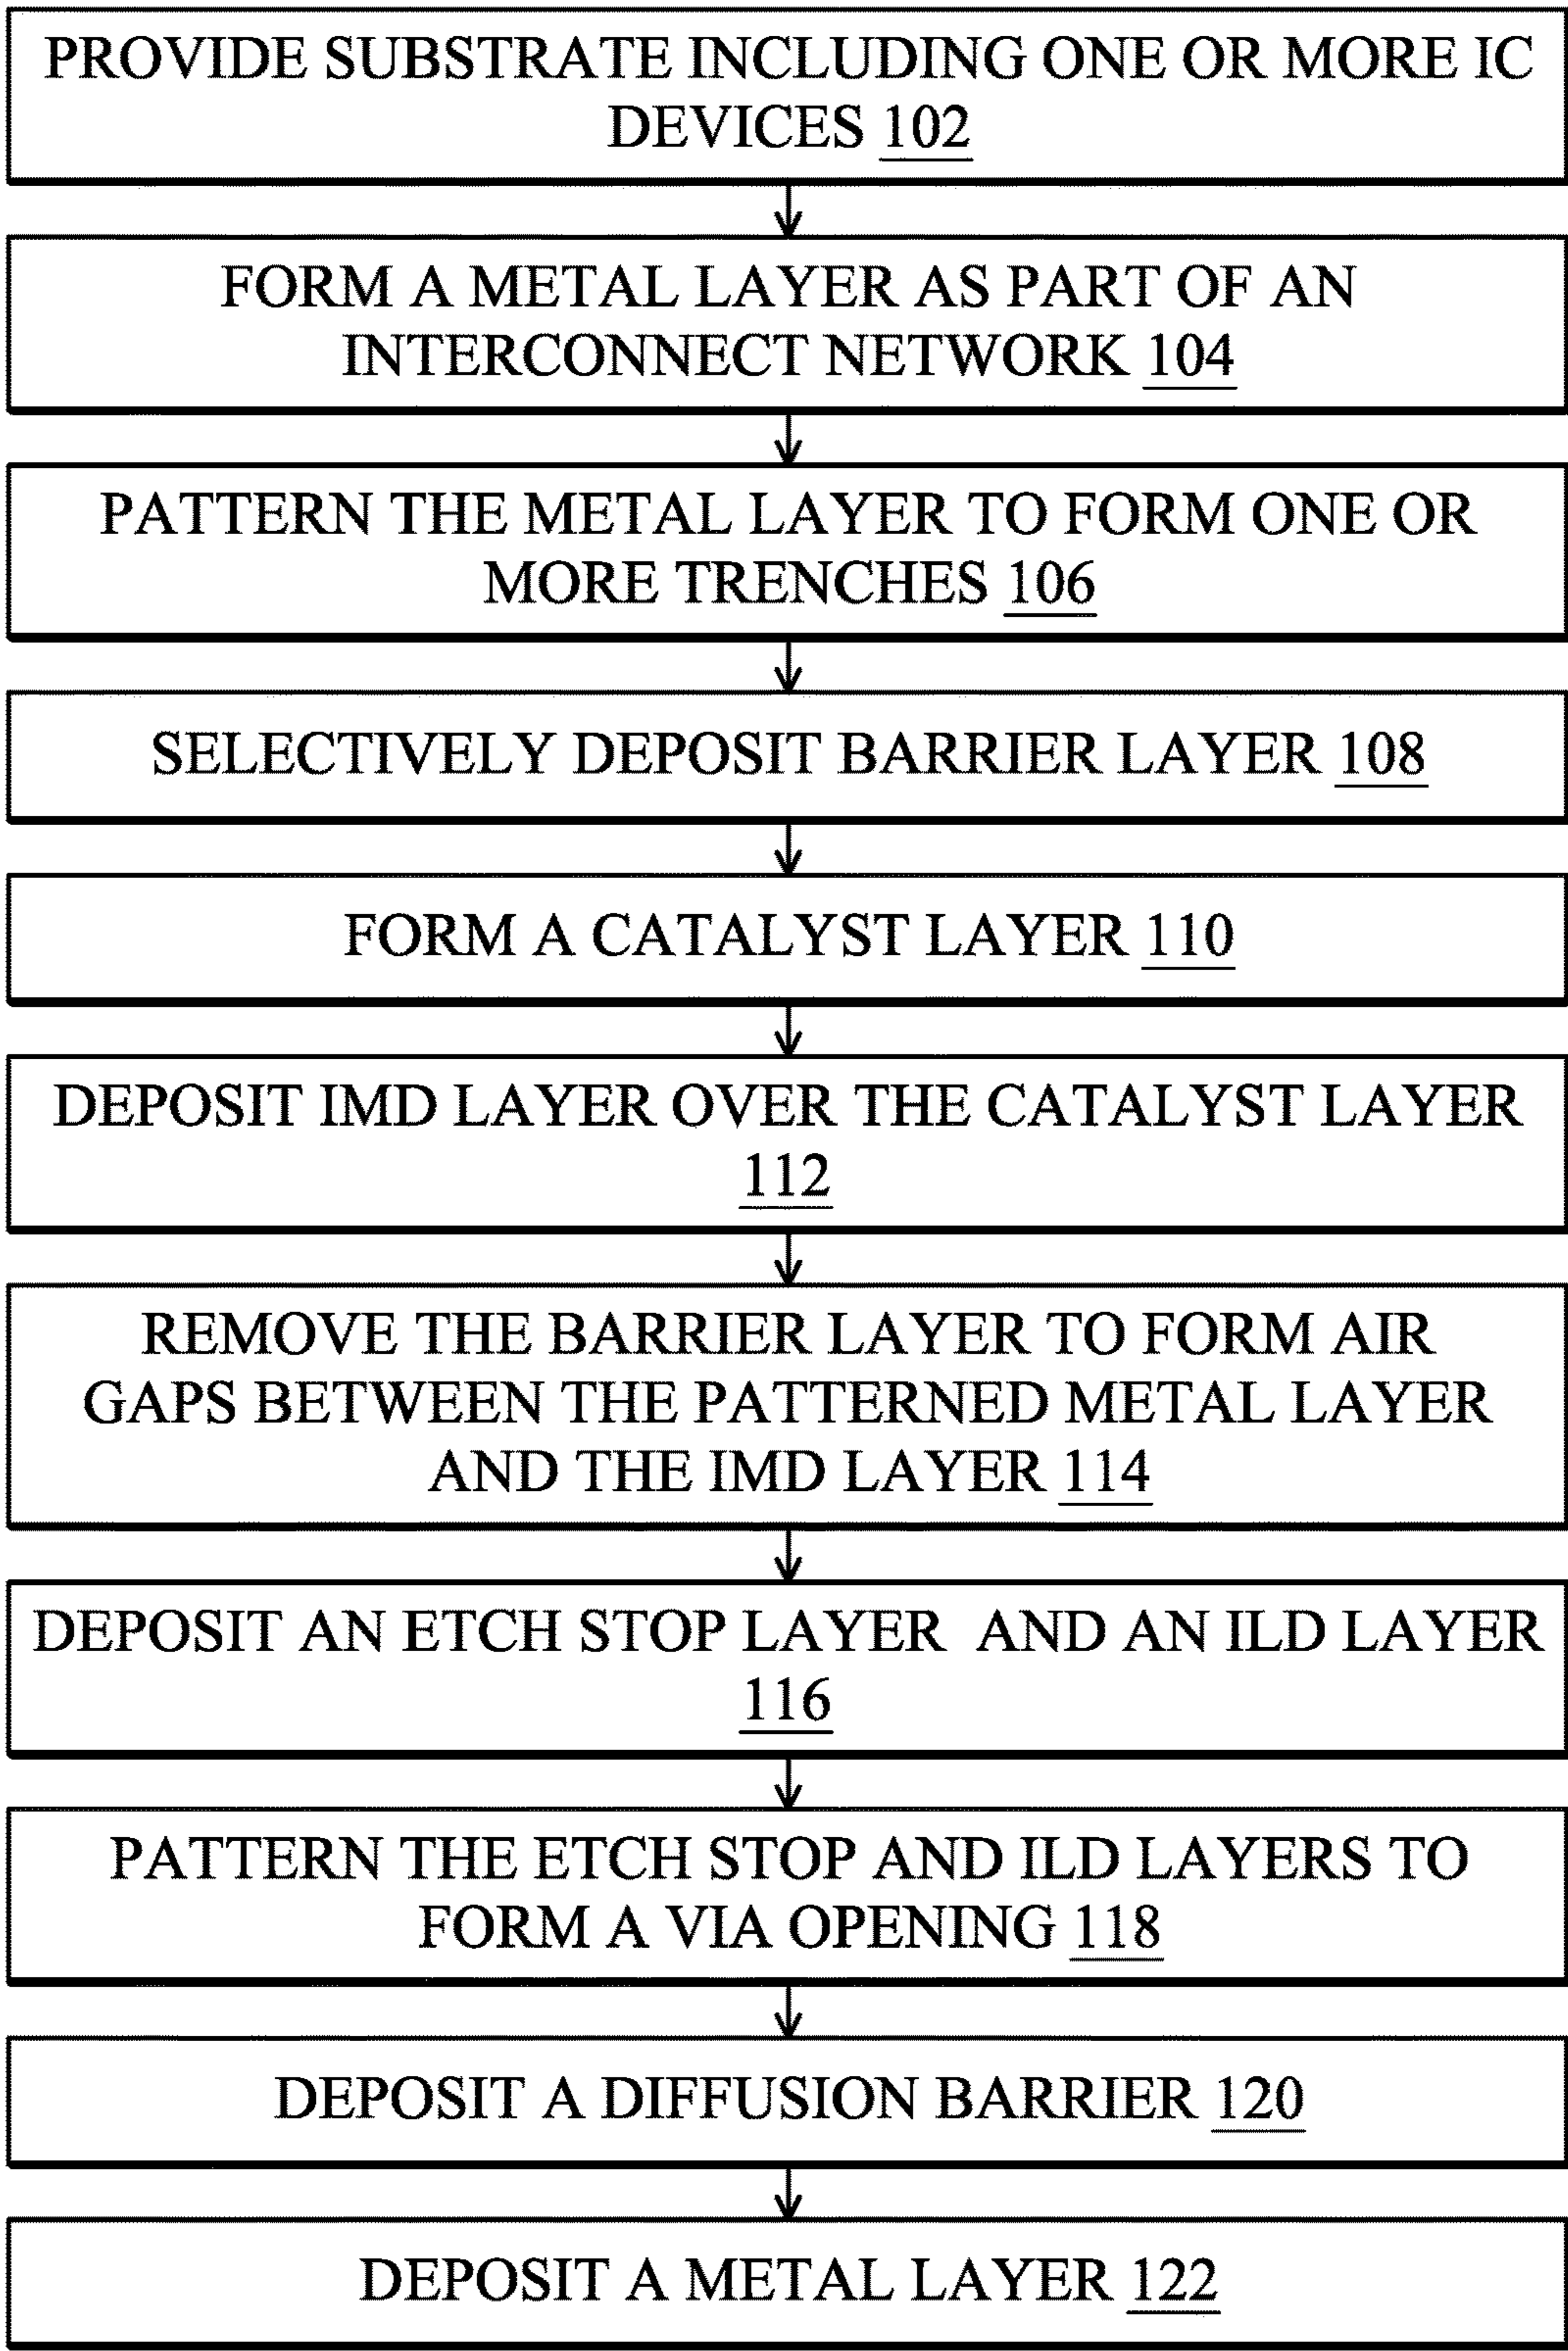 PROVIDE SUBSTRATE INCLUDING ONE OR MORE IC
DEVICES 102
FORM A METAL LAYER AS PART OF AN
INTERCONNECT NETWORK 104
PATTERN THE METAL LAYER TO FORM ONE OR
MORE TRENCHES 106
SELECTIVELY DEPOSIT BARRIER LAYER 108
FORM A CATALYST LAYER 110
DEPOSIT IMD LAYER OVER THE CATALYST LAYER
112
REMOVE THE BARRIER LAYER TO FORM AIR
GAPS BETWEEN THE PATTERNED METAL LAYER
AND THE IMD LAYER 114
DEPOSIT AN ETCH STOP LAYER AND AN ILD LAYER
116
PATTERN THE ETCH STOP AND ILD LAYERS TO
FORM A VIA OPENING 118
DEPOSIT A DIFFUSION BARRIER 120
DEPOSIT A METAL LAYER 122